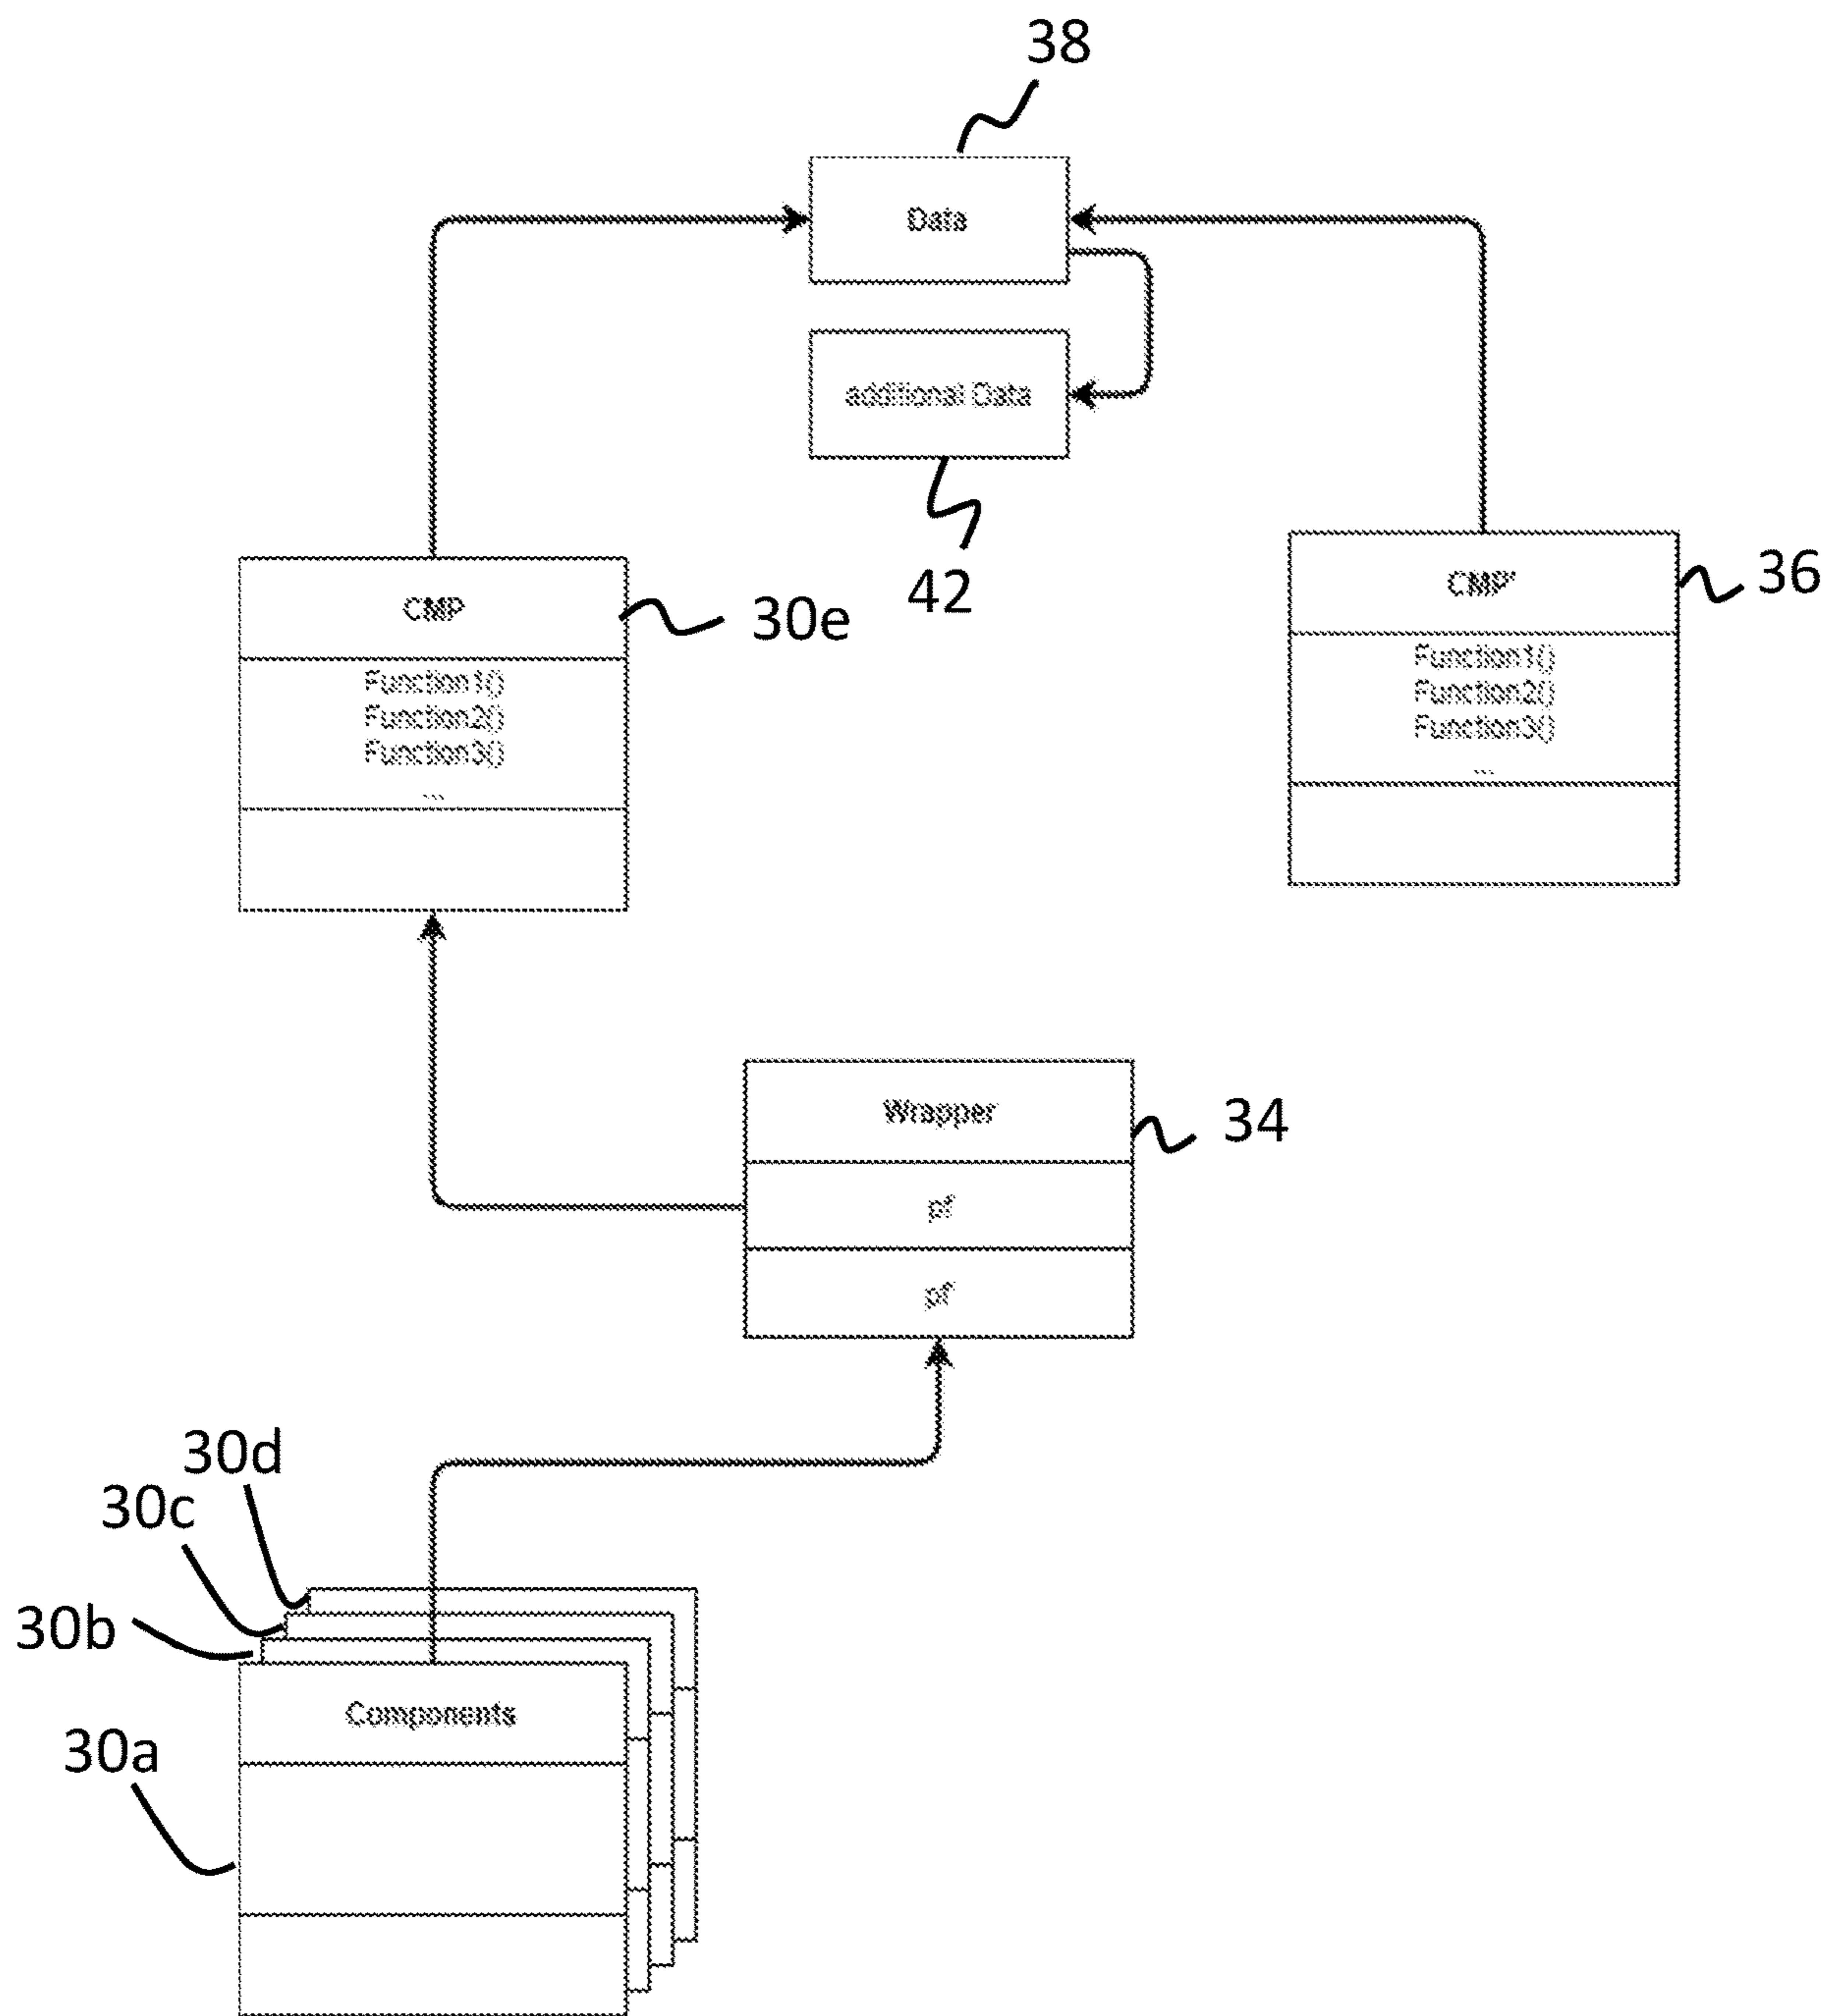 38
Data
additional Data
42
CMP
30e
Function1()
Function2()
Function3()
...
CMP'
36
Function1()
Function2()
Function3()
...
Wrapper
34
pf
pf'
30d
30c
30b
Components
30a